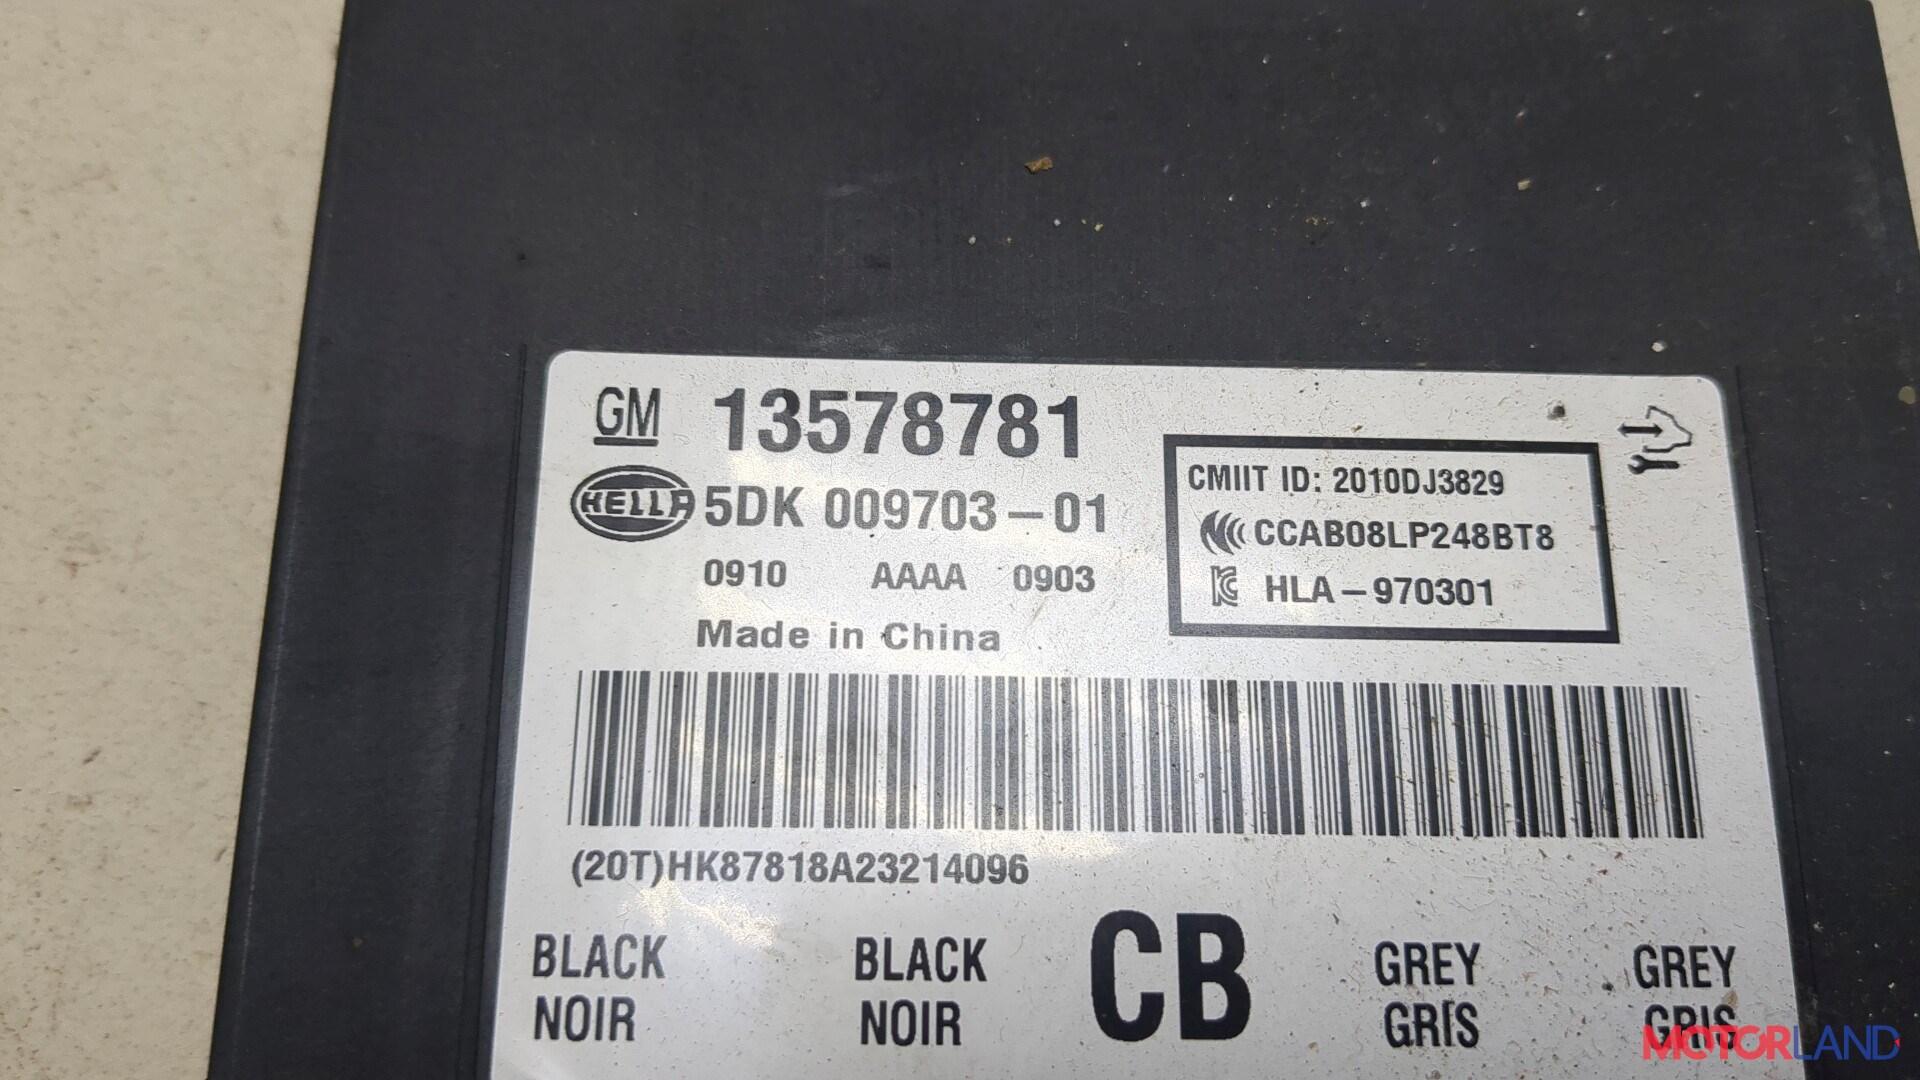 GM 13578781
HELLA 5DK 009703-01
0910 AAAA 0903
Made in China
CMIIT ID: 2010DJ3829
CCAB08LP248BT8
HLA-970301
(20T)HK87818A23214096
BLACK BLACK CB GREY GREY
NOIR NOIR GRIS GRIS
MOTORLAND